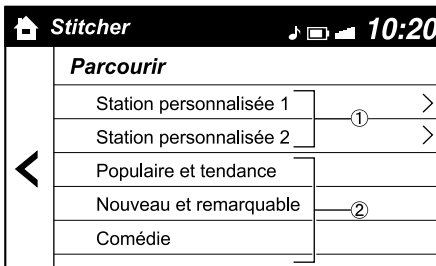 Stitcher 10:20
Parcourir
Station personnalisée 1
①
Station personnalisée 2
Populaire et tendance
Nouveau et remarquable
②
Comédie